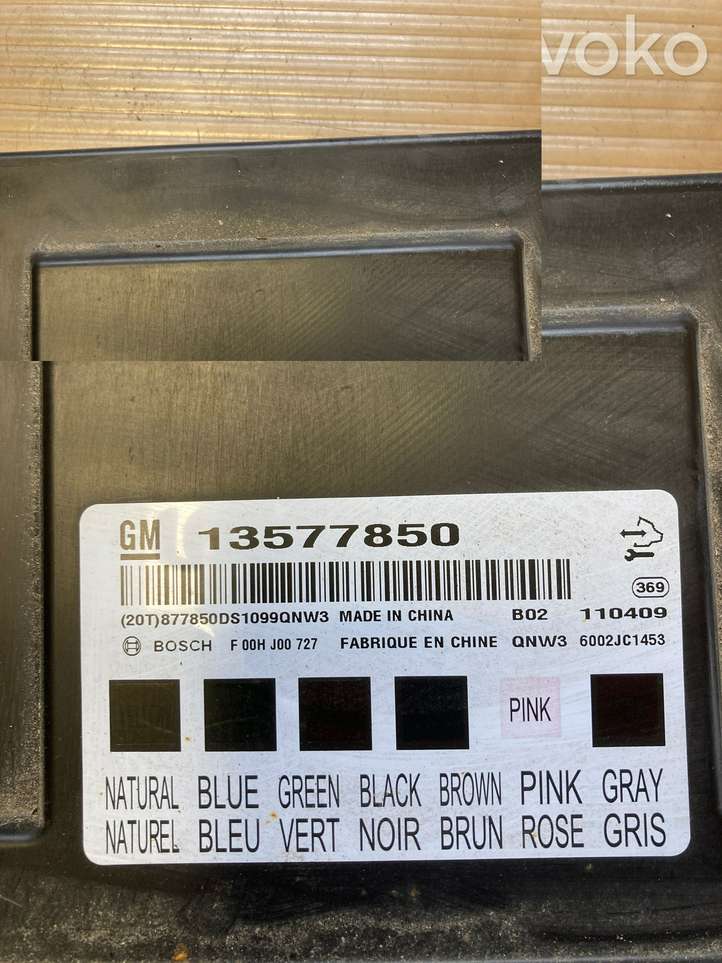 voko
GM 13577850
369
(20T)877850DS1099QNW3 MADE IN CHINA B02 110409
BOSCH F 00H J00 727 FABRIQUE EN CHINE QNW3 6002JC1453
PINK
NATURAL BLUE GREEN BLACK BROWN PINK GRAY
NATUREL BLEU VERT NOIR BRUN ROSE GRIS